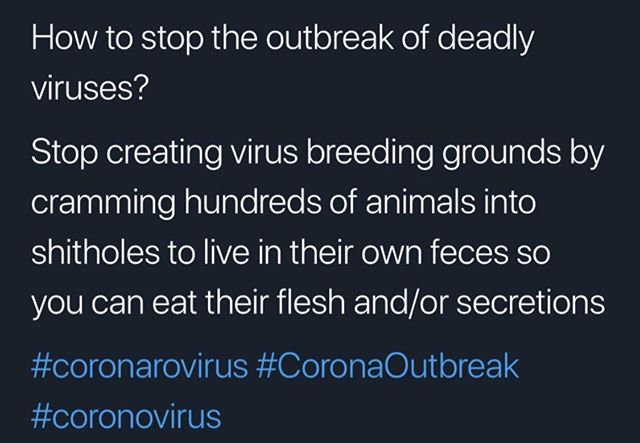 How to stop the outbreak of deadly
viruses?
Stop creating virus breeding grounds by
cramming hundreds of animals into
shitholes to live in their own feces so
you can eat their flesh and/or secretions
#coronarovirus #CoronaOutbreak
#coronovirus